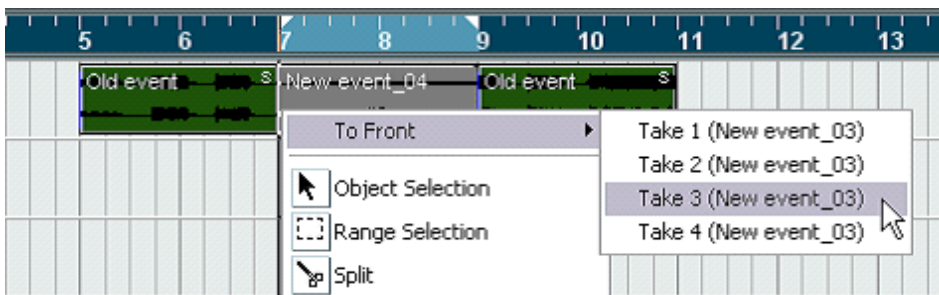 5 6 7 8 9 10 11 12 13
Old event S New event_04 Old event S
To Front
Take 1 (New event_03)
Take 2 (New event_03)
Take 3 (New event_03)
Take 4 (New event_03)
Object Selection
Range Selection
Split